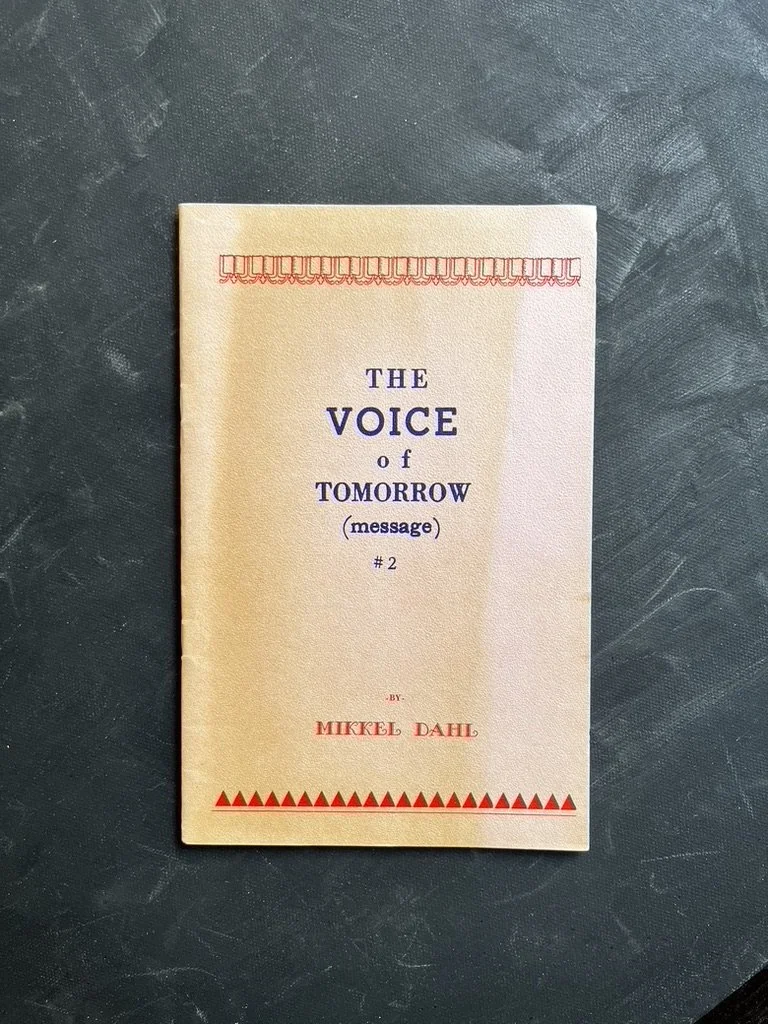 THE
VOICE
of
TOMORROW
(message)
#2
-BY-
MIKKEL DAHL